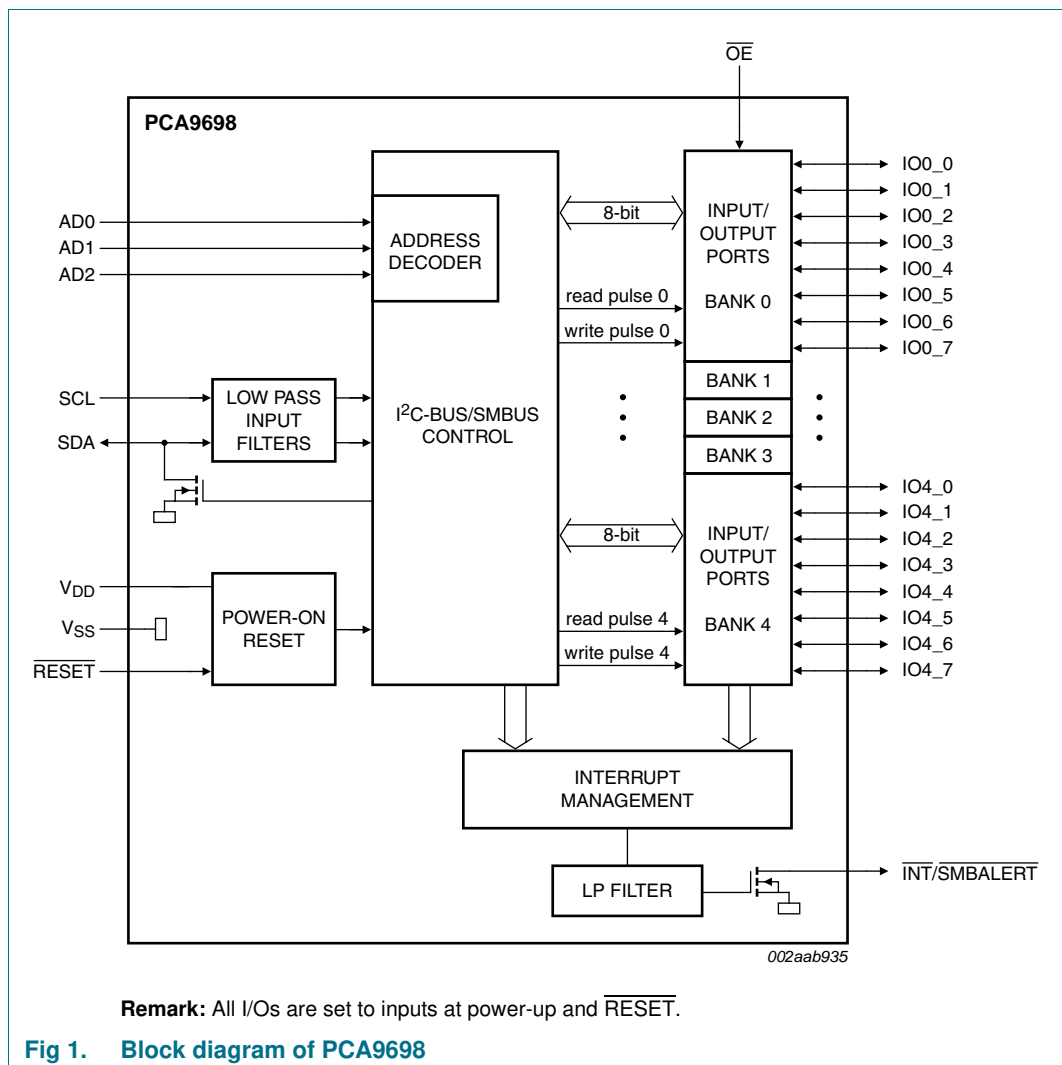 OE
PCA9698
AD0
AD1
AD2
ADDRESS
DECODER
8-bit
INPUT/
OUTPUT
PORTS
BANK 0
read pulse 0
write pulse 0
IO0_0
IO0_1
IO0_2
IO0_3
IO0_4
IO0_5
IO0_6
IO0_7
BANK 1
BANK 2
BANK 3
SCL
SDA
LOW PASS
INPUT
FILTERS
I²C-BUS/SMBUS
CONTROL
8-bit
INPUT/
OUTPUT
PORTS
BANK 4
read pulse 4
write pulse 4
IO4_0
IO4_1
IO4_2
IO4_3
IO4_4
IO4_5
IO4_6
IO4_7
VDD
VSS
RESET
POWER-ON
RESET
INTERRUPT
MANAGEMENT
LP FILTER
INT/SMBALERT
002aab935
Remark: All I/Os are set to inputs at power-up and RESET.
Fig 1. Block diagram of PCA9698